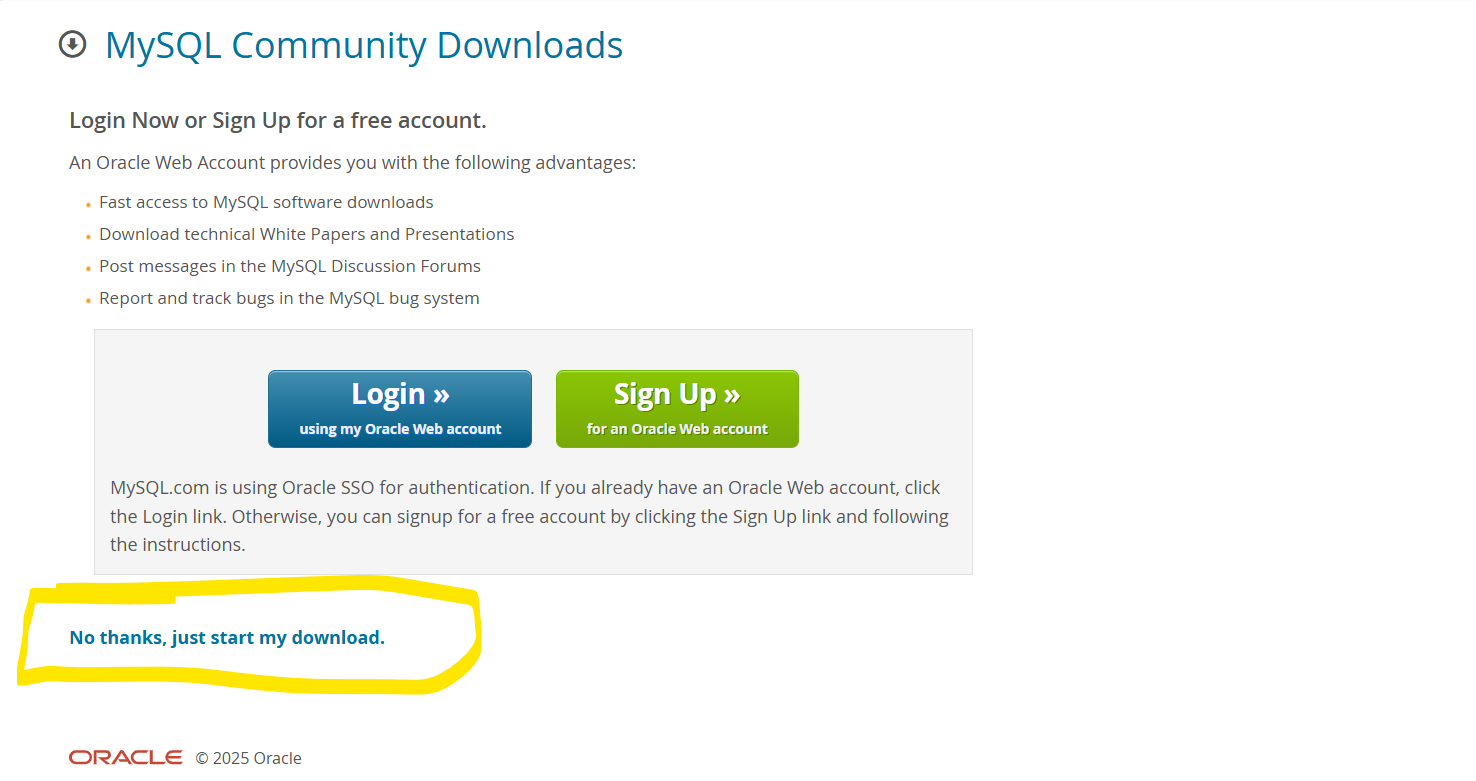 MySQL Community Downloads
Login Now or Sign Up for a free account.
An Oracle Web Account provides you with the following advantages:
Fast access to MySQL software downloads
Download technical White Papers and Presentations
Post messages in the MySQL Discussion Forums
Report and track bugs in the MySQL bug system
Login »
using my Oracle Web account
Sign Up »
for an Oracle Web account
MySQL.com is using Oracle SSO for authentication. If you already have an Oracle Web account, click
the Login link. Otherwise, you can signup for a free account by clicking the Sign Up link and following
the instructions.
No thanks, just start my download.
ORACLE © 2025 Oracle